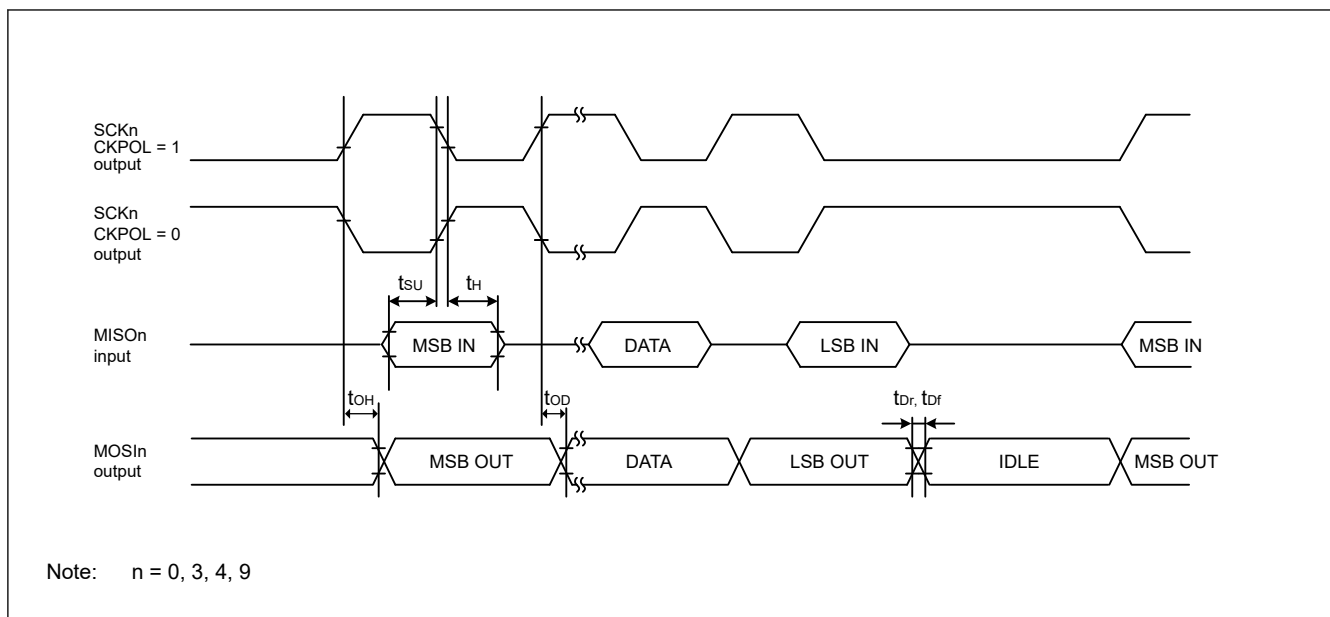 SCKn
CKPOL = 1
output
SCKn
CKPOL = 0
output
tSU
tH
MISOn
input
MSB IN
DATA
LSB IN
MSB IN
tOH
tOD
tDr, tDf
MOSIn
output
MSB OUT
DATA
LSB OUT
IDLE
MSB OUT
Note: n = 0, 3, 4, 9